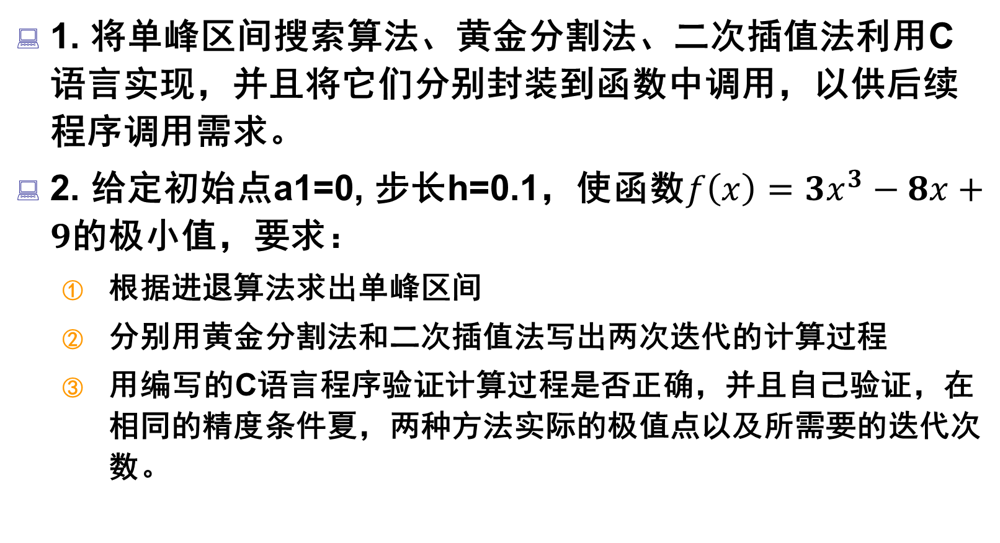 1. 将单峰区间搜索算法、黄金分割法、二次插值法利用C
语言实现，并且将它们分别封装到函数中调用，以供后续
程序调用需求。
2. 给定初始点a1=0, 步长h=0.1，使函数f(x) = 3x³ − 8x +
9的极小值，要求：
① 根据进退算法求出单峰区间
② 分别用黄金分割法和二次插值法写出两次迭代的计算过程
③ 用编写的C语言程序验证计算过程是否正确，并且自己验证，在
相同的精度条件夏，两种方法实际的极值点以及所需要的迭代次
数。